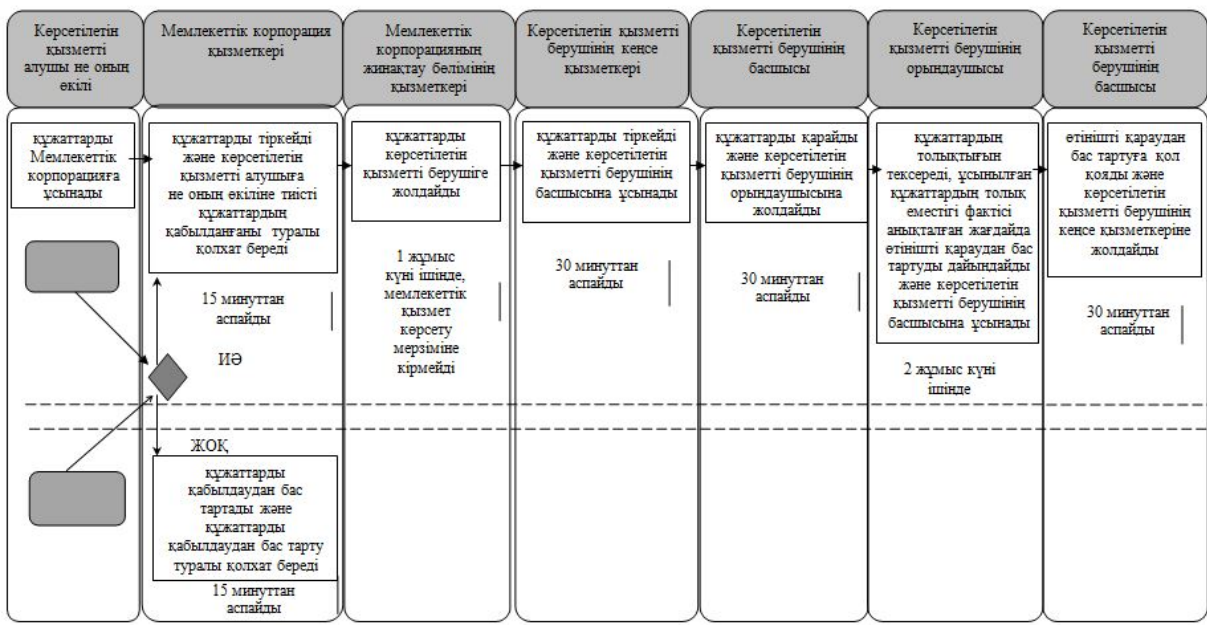 Көрсетілетін
қызметті
алушы не оның
өкілі
Мемлекеттік корпорация
қызметкері
Мемлекеттік
корпорацияның
жинақтау бөлімінің
қызметкері
Көрсетілетін қызметті
берушінің кеңсе
қызметкері
Көрсетілетін
қызметті берушінің
басшысы
Көрсетілетін
қызметті берушінің
орындаушысы
Көрсетілетін
қызметті
берушінің
басшысы
құжаттарды
Мемлекеттік
корпорацияға
ұсынады
құжаттарды тіркейді
және көрсетілетін
қызметті алушыға
не оның өкіліне тиісті
құжаттардың
қабылданғаны туралы
қолхат береді
15 минуттан
аспайды
ИӘ
ЖОҚ
құжаттарды
қабылдаудан бас
тартады және
құжаттарды
қабылдаудан бас тарту
туралы қолхат береді
15 минуттан
аспайды
құжаттарды
көрсетілетін
қызметті берушіге
жолдайды
1 жұмыс
күні ішінде,
мемлекеттік
қызмет
көрсету
мерзіміне
кірмейді
құжаттарды тіркейді
және көрсетілетін
қызметті берушінің
басшысына ұсынады
30 минуттан
аспайды
құжаттарды қарайды
және көрсетілетін
қызметті берушінің
орындаушысына
жолдайды
30 минуттан
аспайды
құжаттардың
толықтығын
тексереді, ұсынылған
құжаттардың толық
еместігі фактісі
анықталған жағдайда
өтінішті қараудан бас
тартуды дайындайды
және көрсетілетін
қызметті берушінің
басшысына ұсынады
2 жұмыс күні
ішінде
өтінішті қараудан
бас тартуға қол
қояды және
көрсетілетін
қызметті берушінің
кеңсе қызметкеріне
жолдайды
30 минуттан
аспайды